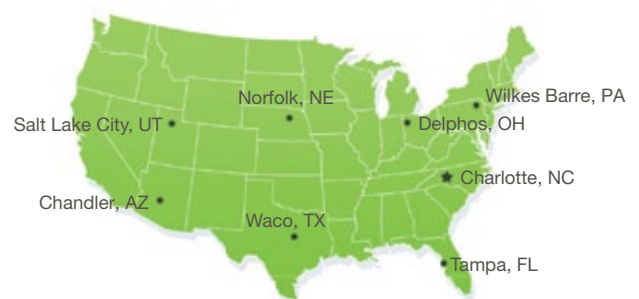 Wilkes Barre, PA
Norfolk, NE
Salt Lake City, UT
Delphos, OH
Charlotte, NC
Chandler, AZ
Waco, TX
Tampa, FL